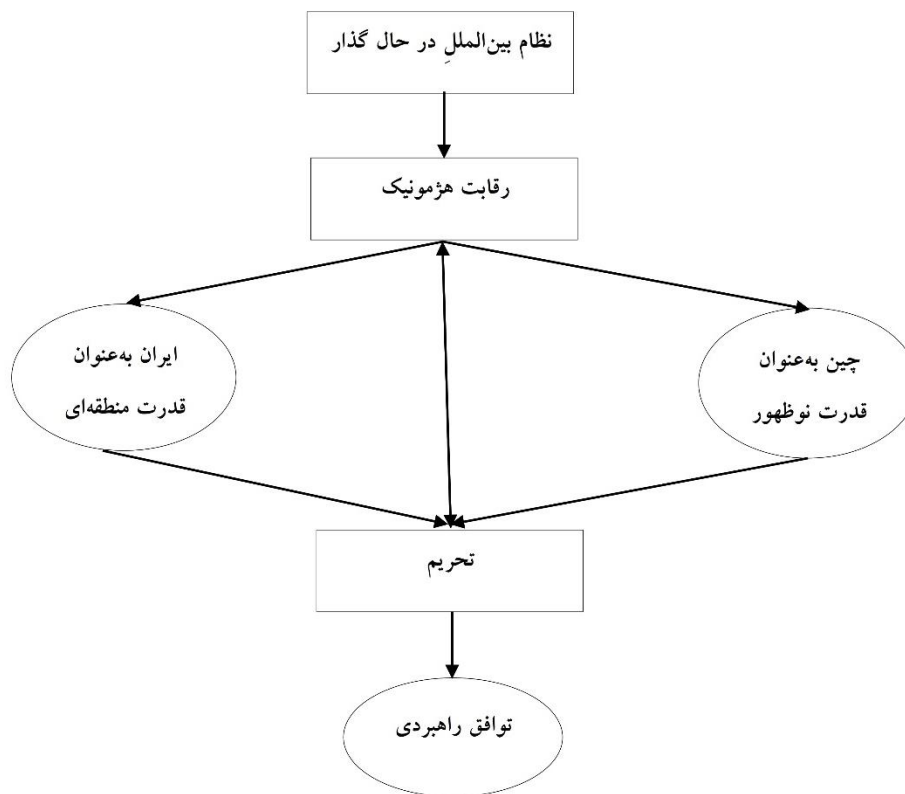 نظام بین‌المللِ در حال گذار
رقابت هژمونیک
ایران به‌عنوان
قدرت منطقه‌ای
چین به‌عنوان
قدرت نوظهور
تحریم
توافق راهبردی